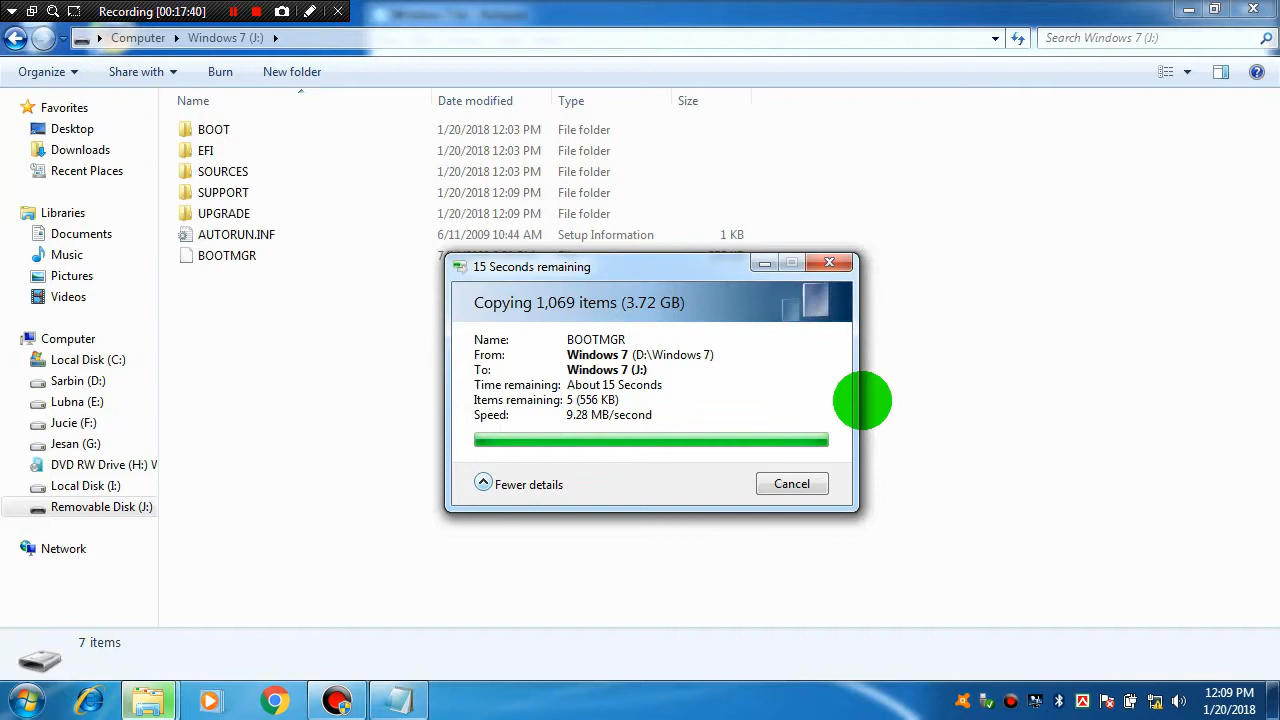 Recording [00:17:40]
Computer Windows 7 (J:)
Search Windows 7 (J:)
Organize Share with Burn New folder
Name Date modified Type Size
Favorites
Desktop
Downloads
Recent Places
Libraries
Documents
Music
Pictures
Videos
Computer
Local Disk (C:)
Sarbin (D:)
Lubna (E:)
Jucie (F:)
Jesan (G:)
DVD RW Drive (H:) W
Local Disk (I:)
Removable Disk (J:)
Network
BOOT 1/20/2018 12:03 PM File folder
EFI 1/20/2018 12:03 PM File folder
SOURCES 1/20/2018 12:03 PM File folder
SUPPORT 1/20/2018 12:09 PM File folder
UPGRADE 1/20/2018 12:09 PM File folder
AUTORUN.INF 6/11/2009 10:44 AM Setup Information 1 KB
BOOTMGR
15 Seconds remaining
Copying 1,069 items (3.72 GB)
Name: BOOTMGR
From: Windows 7 (D:\Windows 7)
To: Windows 7 (J:)
Time remaining: About 15 Seconds
Items remaining: 5 (556 KB)
Speed: 9.28 MB/second
Fewer details
Cancel
7 items
12:09 PM
1/20/2018